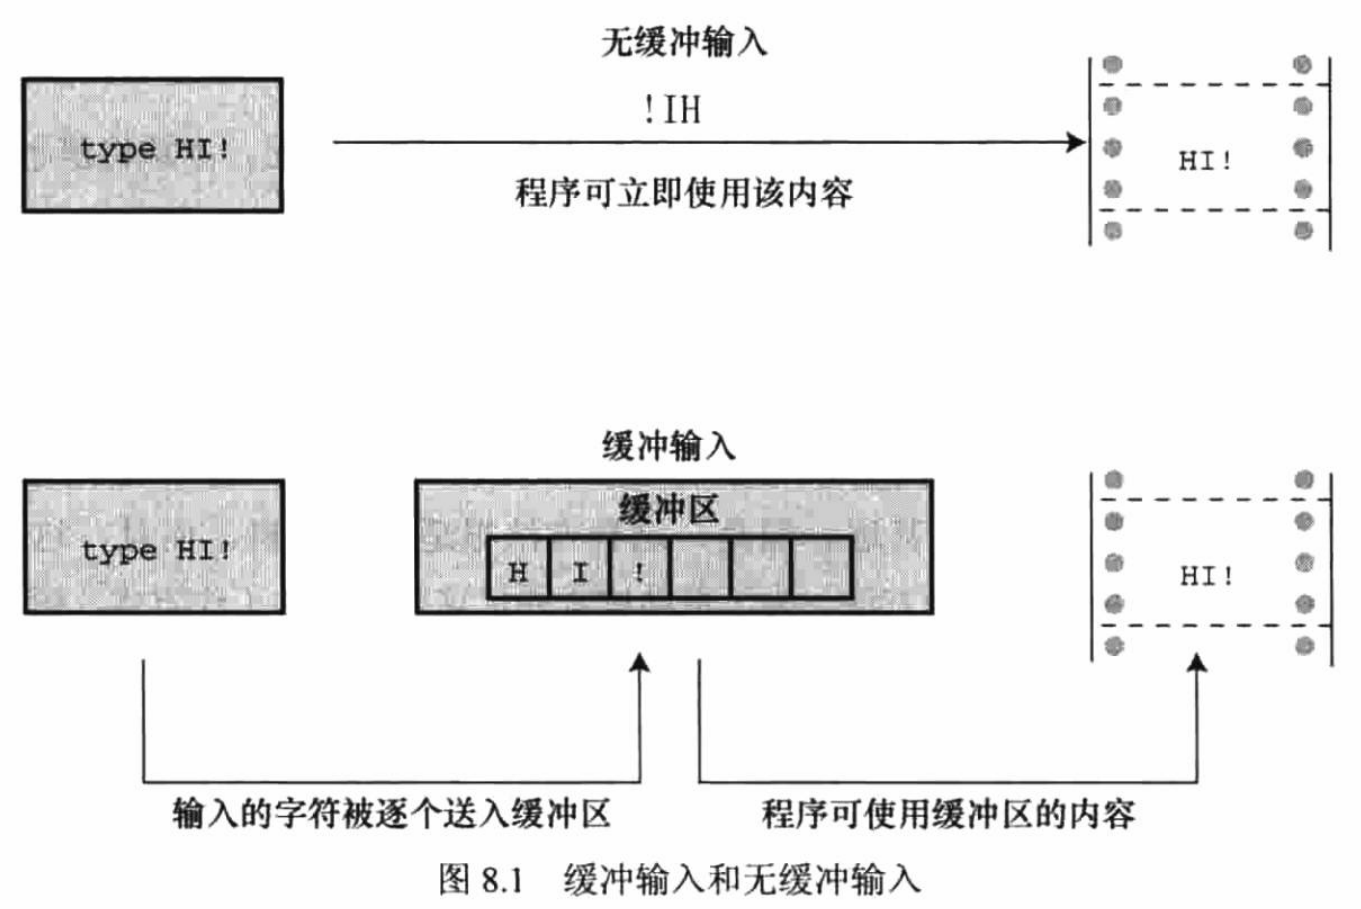 无缓冲输入
type HI!
!IH
程序可立即使用该内容
HI!
缓冲输入
type HI!
缓冲区
H I !
HI!
输入的字符被逐个送入缓冲区
程序可使用缓冲区的内容
图 8.1 缓冲输入和无缓冲输入